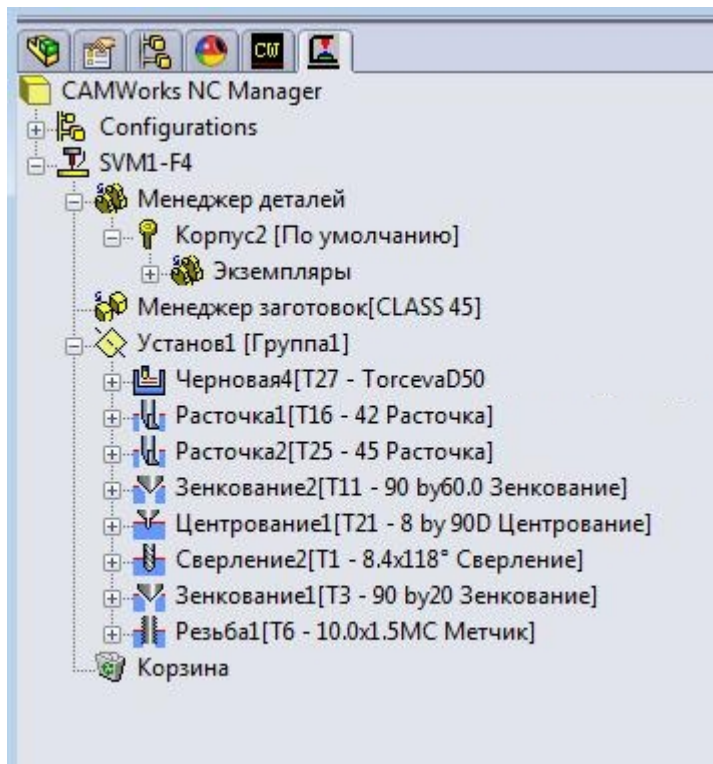 CW
CAMWorks NC Manager
Configurations
SVM1-F4
Менеджер деталей
Корпус2 [По умолчанию]
Экземпляры
Менеджер заготовок[CLASS 45]
Установ1 [Группа1]
Черновая4[T27 - TorcevaD50
Расточка1[T16 - 42 Расточка]
Расточка2[T25 - 45 Расточка]
Зенкование2[T11 - 90 by60.0 Зенкование]
Центрование1[T21 - 8 by 90D Центрование]
Сверление2[T1 - 8.4x118° Сверление]
Зенкование1[T3 - 90 by20 Зенкование]
Резьба1[T6 - 10.0x1.5MC Метчик]
Корзина